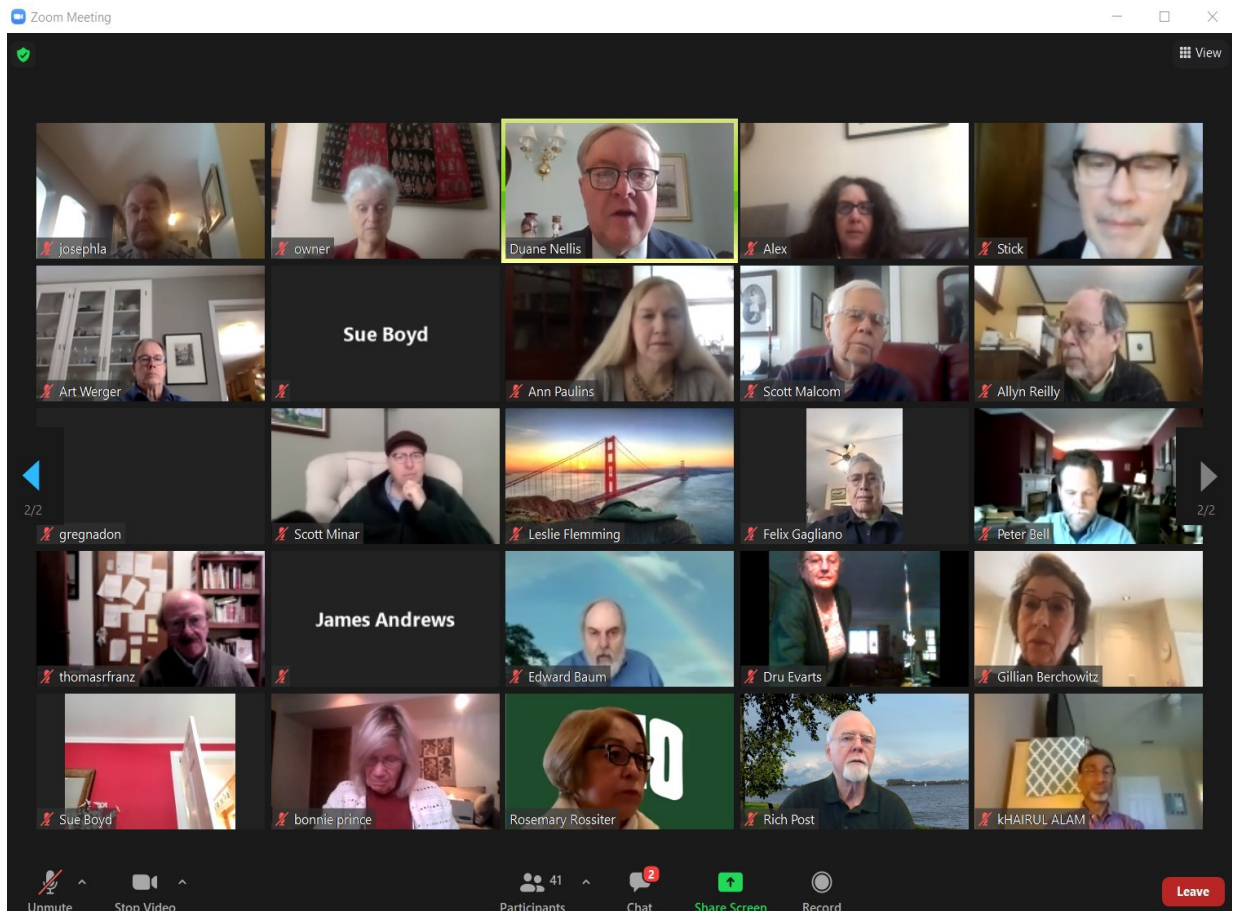 Zoom Meeting
View
josephla
owner
Duane Nellis
Alex
Stick
Art Werger
Sue Boyd
Ann Paulins
Scott Malcom
Allyn Reilly
2/2
gregnadon
Scott Minar
Leslie Flemming
Felix Gagliano
Peter Bell
2/2
thomasrfranz
James Andrews
Edward Baum
Dru Evarts
Gillian Berchowitz
Sue Boyd
bonnie prince
Rosemary Rossiter
Rich Post
kHAIRUL ALAM
Unmute
Stop Video
41
Participants
2
Chat
Share Screen
Record
Leave